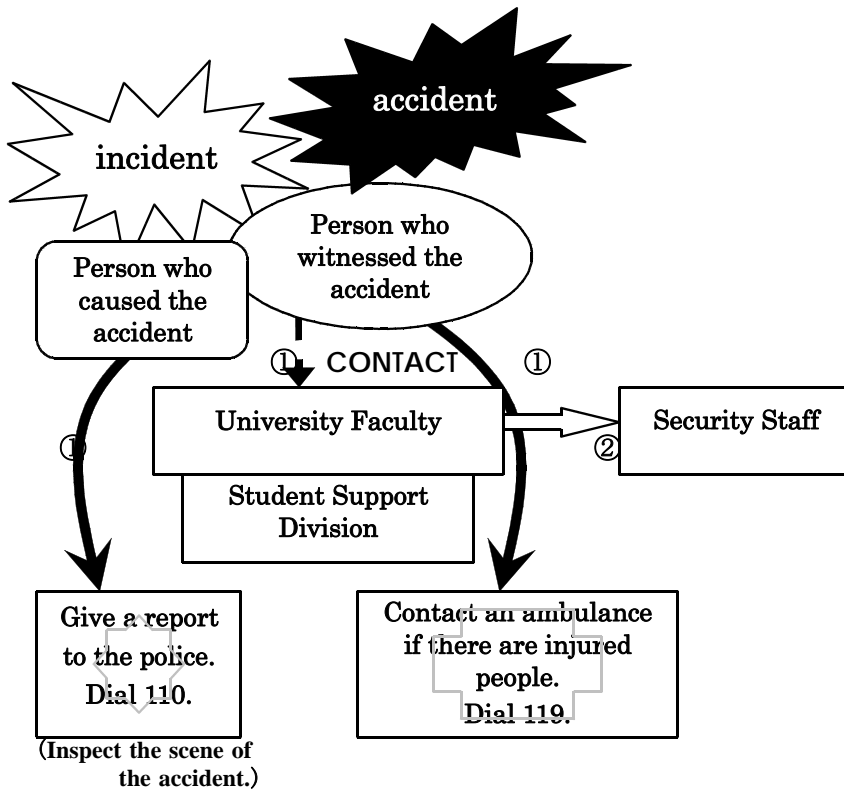 accident
incident
Person who
witnessed the
accident
Person who
caused the
accident
① CONTACT ①
University Faculty
Security Staff
①
②
Student Support
Division
Give a report
to the police.
Dial 110.
Contact an ambulance
if there are injured
people.
Dial 119.
(Inspect the scene of
the accident.)